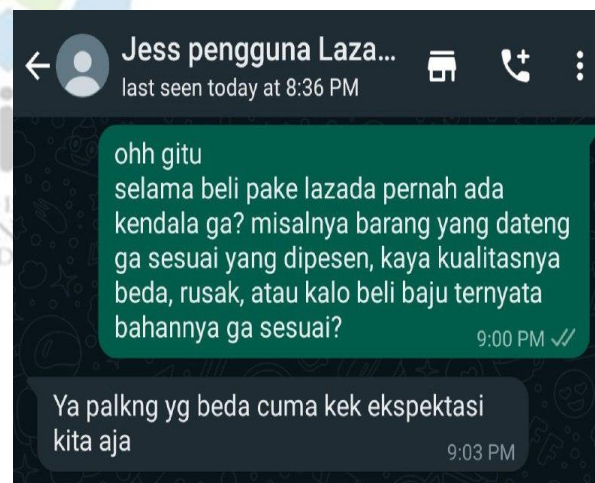 Jess pengguna Laza...
last seen today at 8:36 PM
ohh gitu
selama beli pake lazada pernah ada
kendala ga? misalnya barang yang dateng
ga sesuai yang dipesen, kaya kualitasnya
beda, rusak, atau kalo beli baju ternyata
bahannya ga sesuai?
9:00 PM
Ya palkng yg beda cuma kek ekspektasi
kita aja
9:03 PM